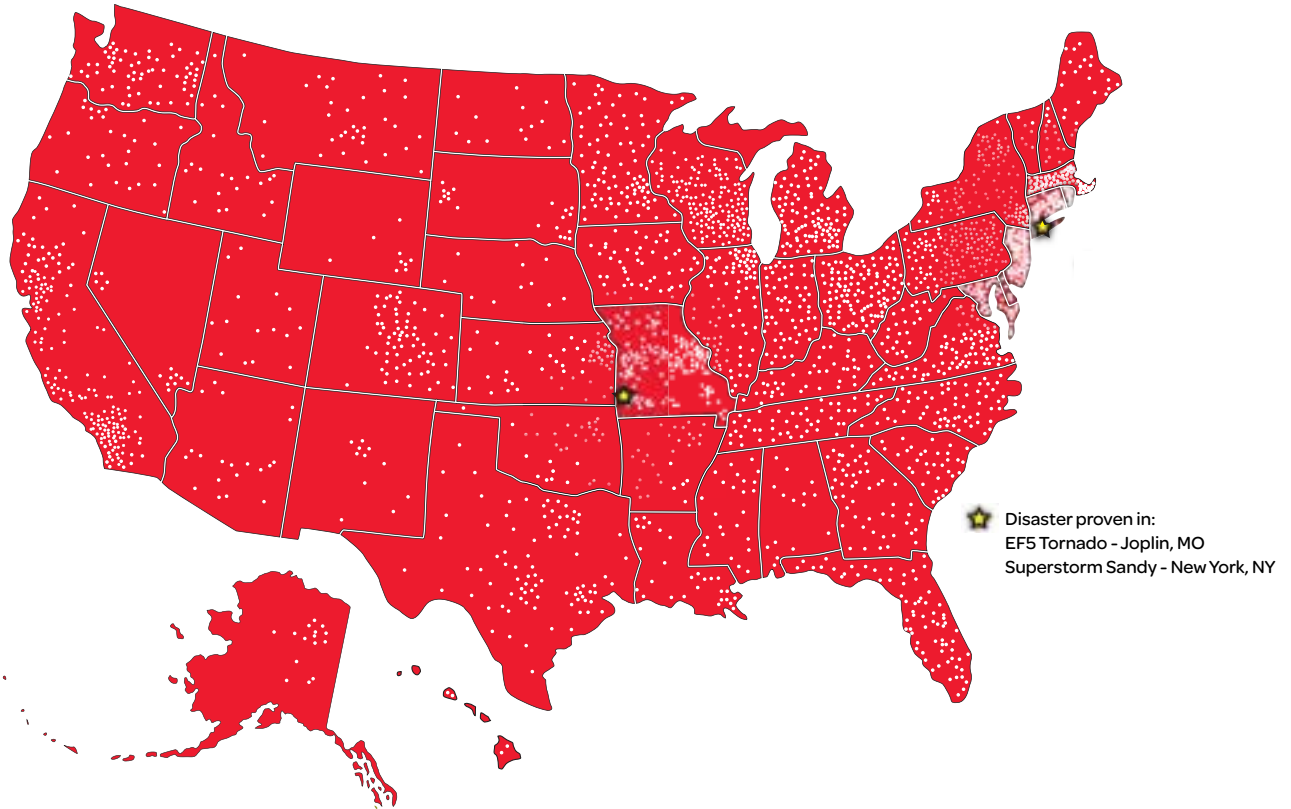 Disaster proven in:
EF5 Tornado - Joplin, MO
Superstorm Sandy - New York, NY